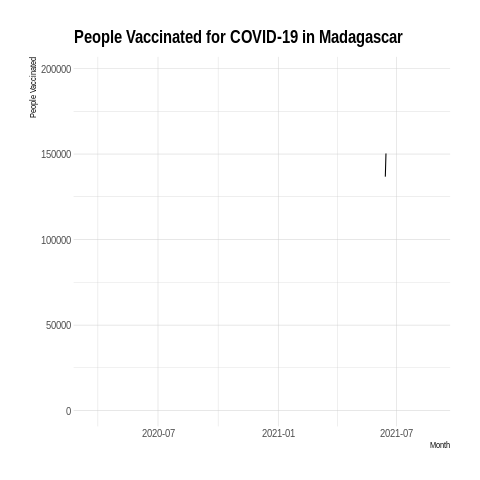 People Vaccinated for COVID-19 in Madagascar
People Vaccinated
200000
150000
100000
50000
0
2020-07 2021-01 2021-07
Month